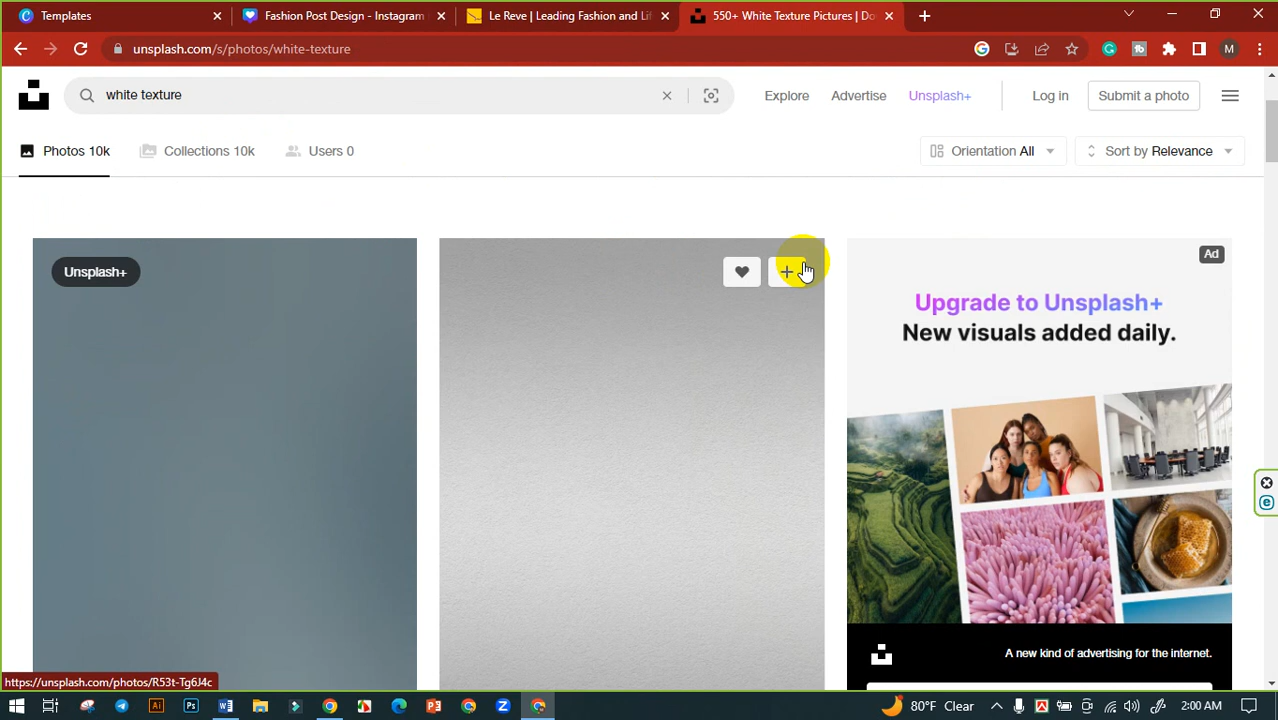 Templates
Fashion Post Design - Instagram
Le Reve | Leading Fashion and Lif
550+ White Texture Pictures | Do
unsplash.com/s/photos/white-texture
M
white texture
Explore
Advertise
Unsplash+
Log in
Submit a photo
Photos 10k
Collections 10k
Users 0
Orientation All
Sort by Relevance
Unsplash+
Ad
Upgrade to Unsplash+
New visuals added daily.
A new kind of advertising for the internet.
https://unsplash.com/photos/R53t-Tg6J4c
80°F Clear
2:00 AM